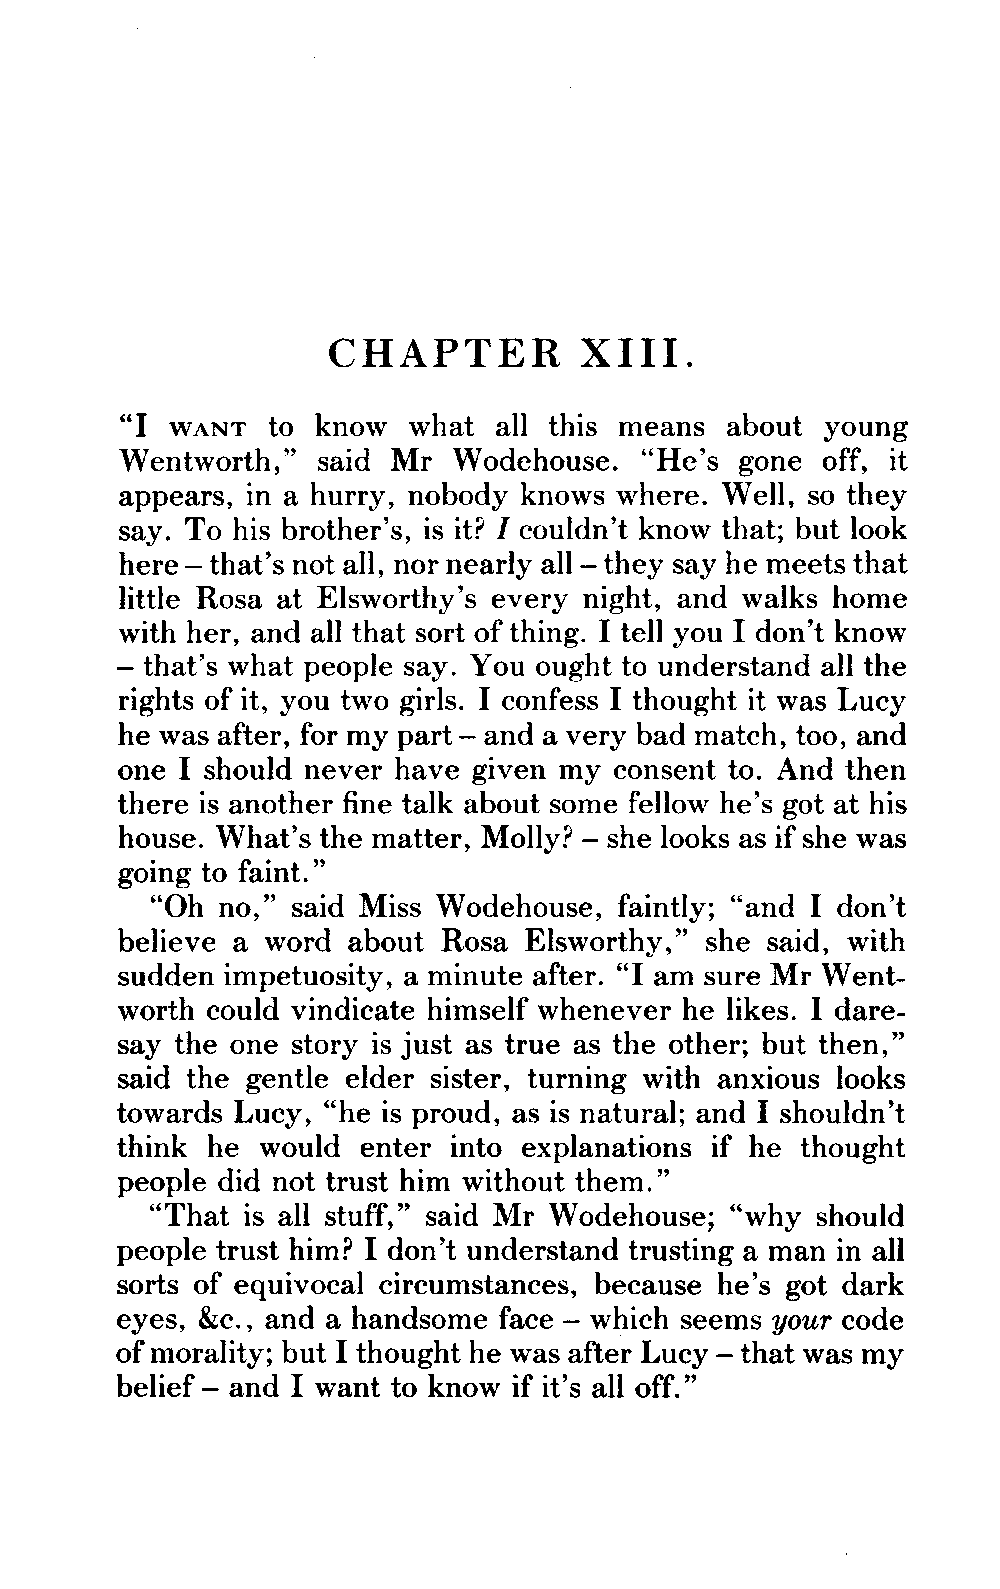 CHAPTER XIII.
“I WANT to know what all this means about young
Wentworth,” said Mr Wodehouse. “He’s gone off, it
appears, in a hurry, nobody knows where. Well, so they
say. To his brother’s, is it? I couldn’t know that; but look
here – that’s not all, nor nearly all – they say he meets that
little Rosa at Elsworthy’s every night, and walks home
with her, and all that sort of thing. I tell you I don’t know
– that’s what people say. You ought to understand all the
rights of it, you two girls. I confess I thought it was Lucy
he was after, for my part – and a very bad match, too, and
one I should never have given my consent to. And then
there is another fine talk about some fellow he’s got at his
house. What’s the matter, Molly? – she looks as if she was
going to faint.”
“Oh no,” said Miss Wodehouse, faintly; “and I don’t
believe a word about Rosa Elsworthy,” she said, with
sudden impetuosity, a minute after. “I am sure Mr Went-
worth could vindicate himself whenever he likes. I dare-
say the one story is just as true as the other; but then,”
said the gentle elder sister, turning with anxious looks
towards Lucy, “he is proud, as is natural; and I shouldn’t
think he would enter into explanations if he thought
people did not trust him without them.”
“That is all stuff,” said Mr Wodehouse; “why should
people trust him? I don’t understand trusting a man in all
sorts of equivocal circumstances, because he’s got dark
eyes, &c., and a handsome face – which seems your code
of morality; but I thought he was after Lucy – that was my
belief – and I want to know if it’s all off.”